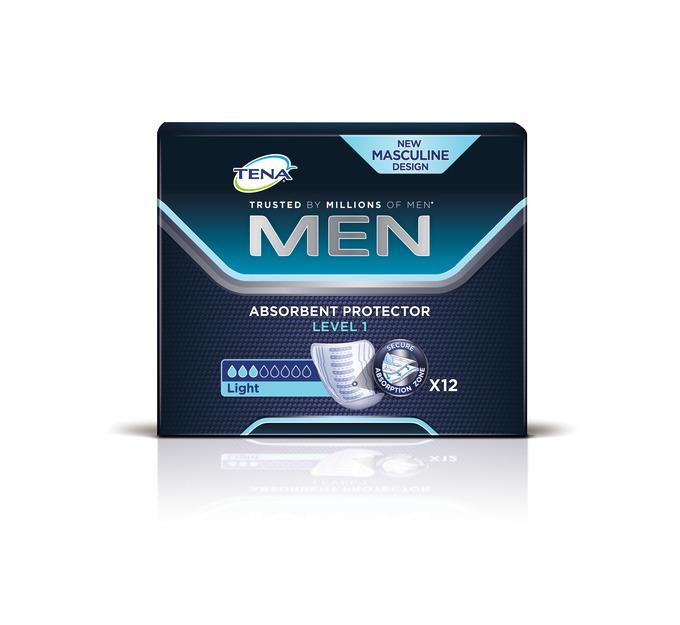 NEW
MASCULINE
DESIGN
TENA
TRUSTED BY MILLIONS OF MEN*
MEN
ABSORBENT PROTECTOR
LEVEL 1
SECURE
ABSORPTION ZONE
Light
X12